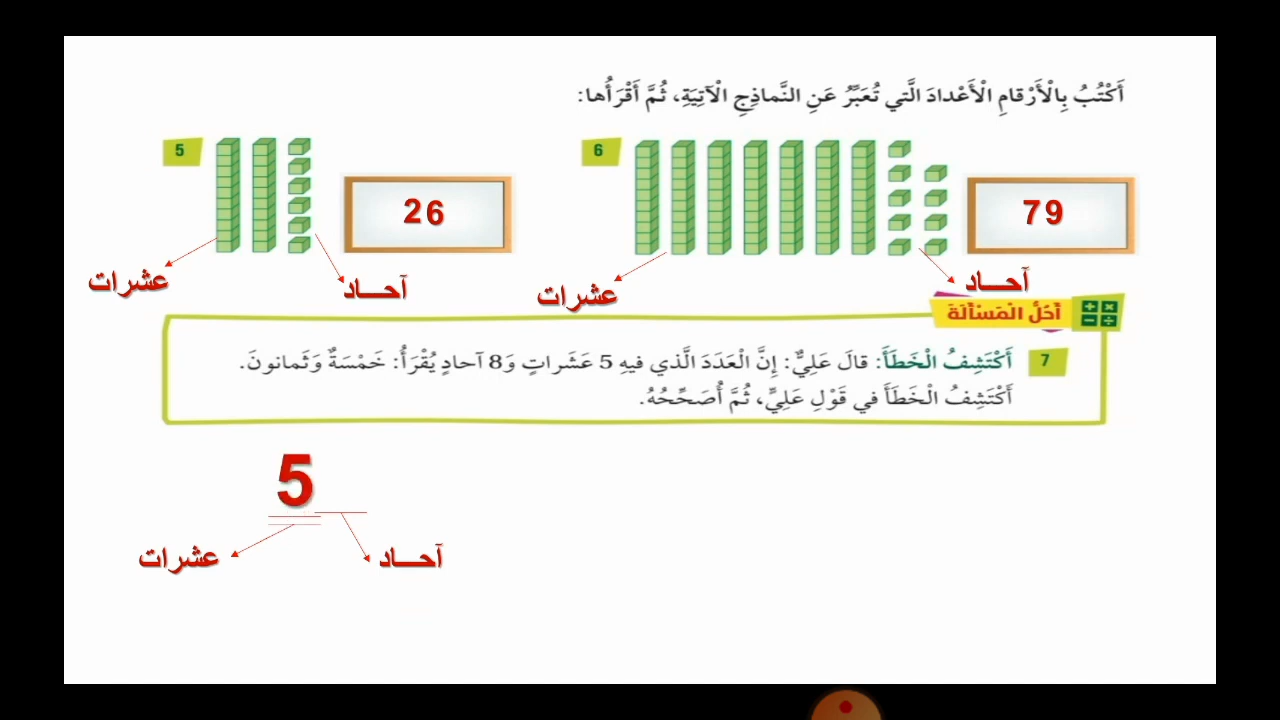 أَكْتُبُ بِالْأَرْقامِ الْأَعْدادَ الَّتي تُعَبِّرُ عَنِ النَّماذِجِ الْآتِيَةِ، ثُمَّ أَقْرَأُها:
5
26
6
79
عشرات
آحـــاد
عشرات
آحـــاد
أَحُلُّ الْمَسْأَلَةَ
7 أَكْتَشِفُ الْخَطَأَ: قالَ عَلِيٌّ: إِنَّ الْعَدَدَ الَّذي فيهِ 5 عَشَراتٍ وَ8 آحادٍ يُقْرَأُ: خَمْسَةٌ وَثَمانونَ.
أَكْتَشِفُ الْخَطَأَ في قَوْلِ عَلِيٍّ، ثُمَّ أُصَحِّحُهُ.
5
عشرات
آحـــاد